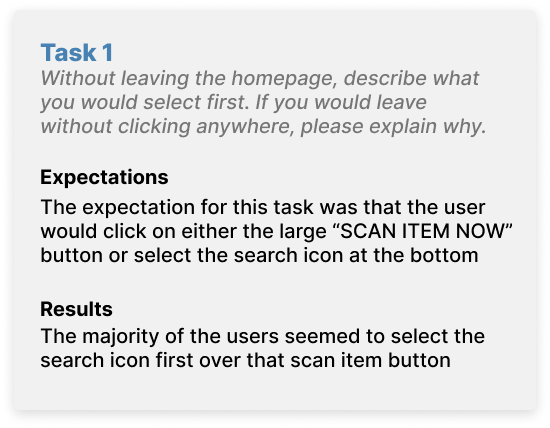 Task 1
Without leaving the homepage, describe what
you would select first. If you would leave
without clicking anywhere, please explain why.
Expectations
The expectation for this task was that the user
would click on either the large “SCAN ITEM NOW”
button or select the search icon at the bottom
Results
The majority of the users seemed to select the
search icon first over that scan item button